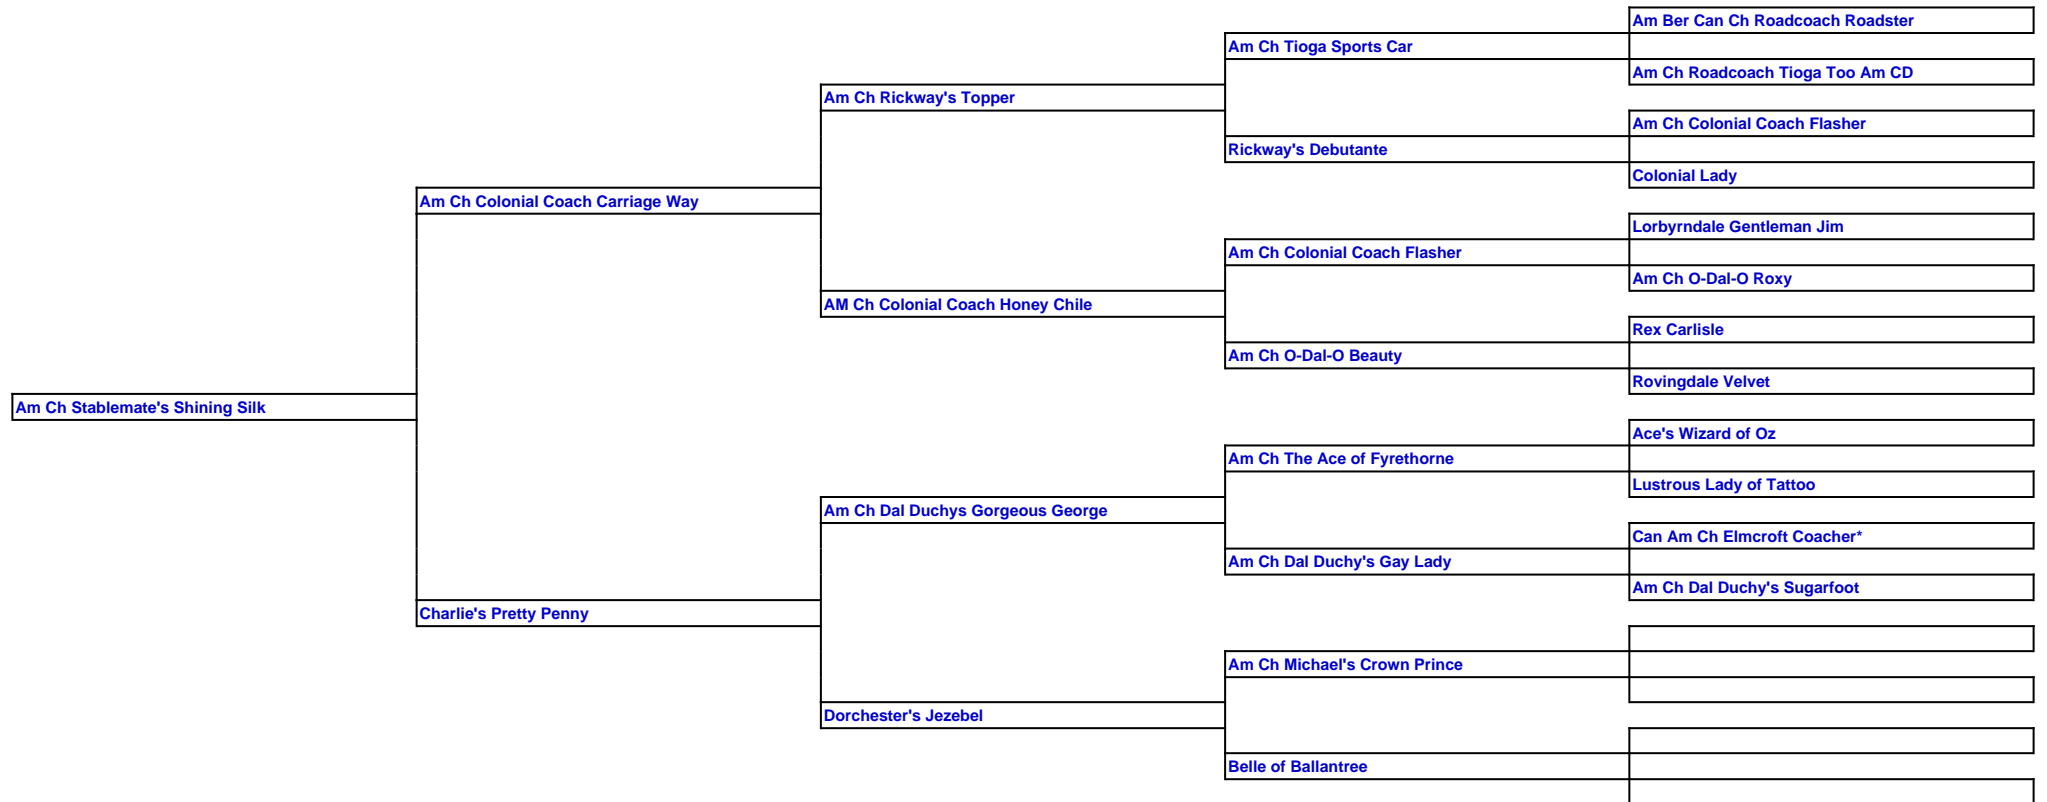 Am Ber Can Ch Roadcoach Roadster
Am Ch Tioga Sports Car
Am Ch Roadcoach Tioga Too Am CD
Am Ch Rickway's Topper
Am Ch Colonial Coach Flasher
Rickway's Debutante
Colonial Lady
Am Ch Colonial Coach Carriage Way
Lorbyrndale Gentleman Jim
Am Ch Colonial Coach Flasher
Am Ch O-Dal-O Roxy
AM Ch Colonial Coach Honey Chile
Rex Carlisle
Am Ch O-Dal-O Beauty
Rovingdale Velvet
Am Ch Stablemate's Shining Silk
Ace's Wizard of Oz
Am Ch The Ace of Fyrethorne
Lustrous Lady of Tattoo
Am Ch Dal Duchys Gorgeous George
Can Am Ch Elmcroft Coacher*
Am Ch Dal Duchy's Gay Lady
Am Ch Dal Duchy's Sugarfoot
Charlie's Pretty Penny
Am Ch Michael's Crown Prince
Dorchester's Jezebel
Belle of Ballantree